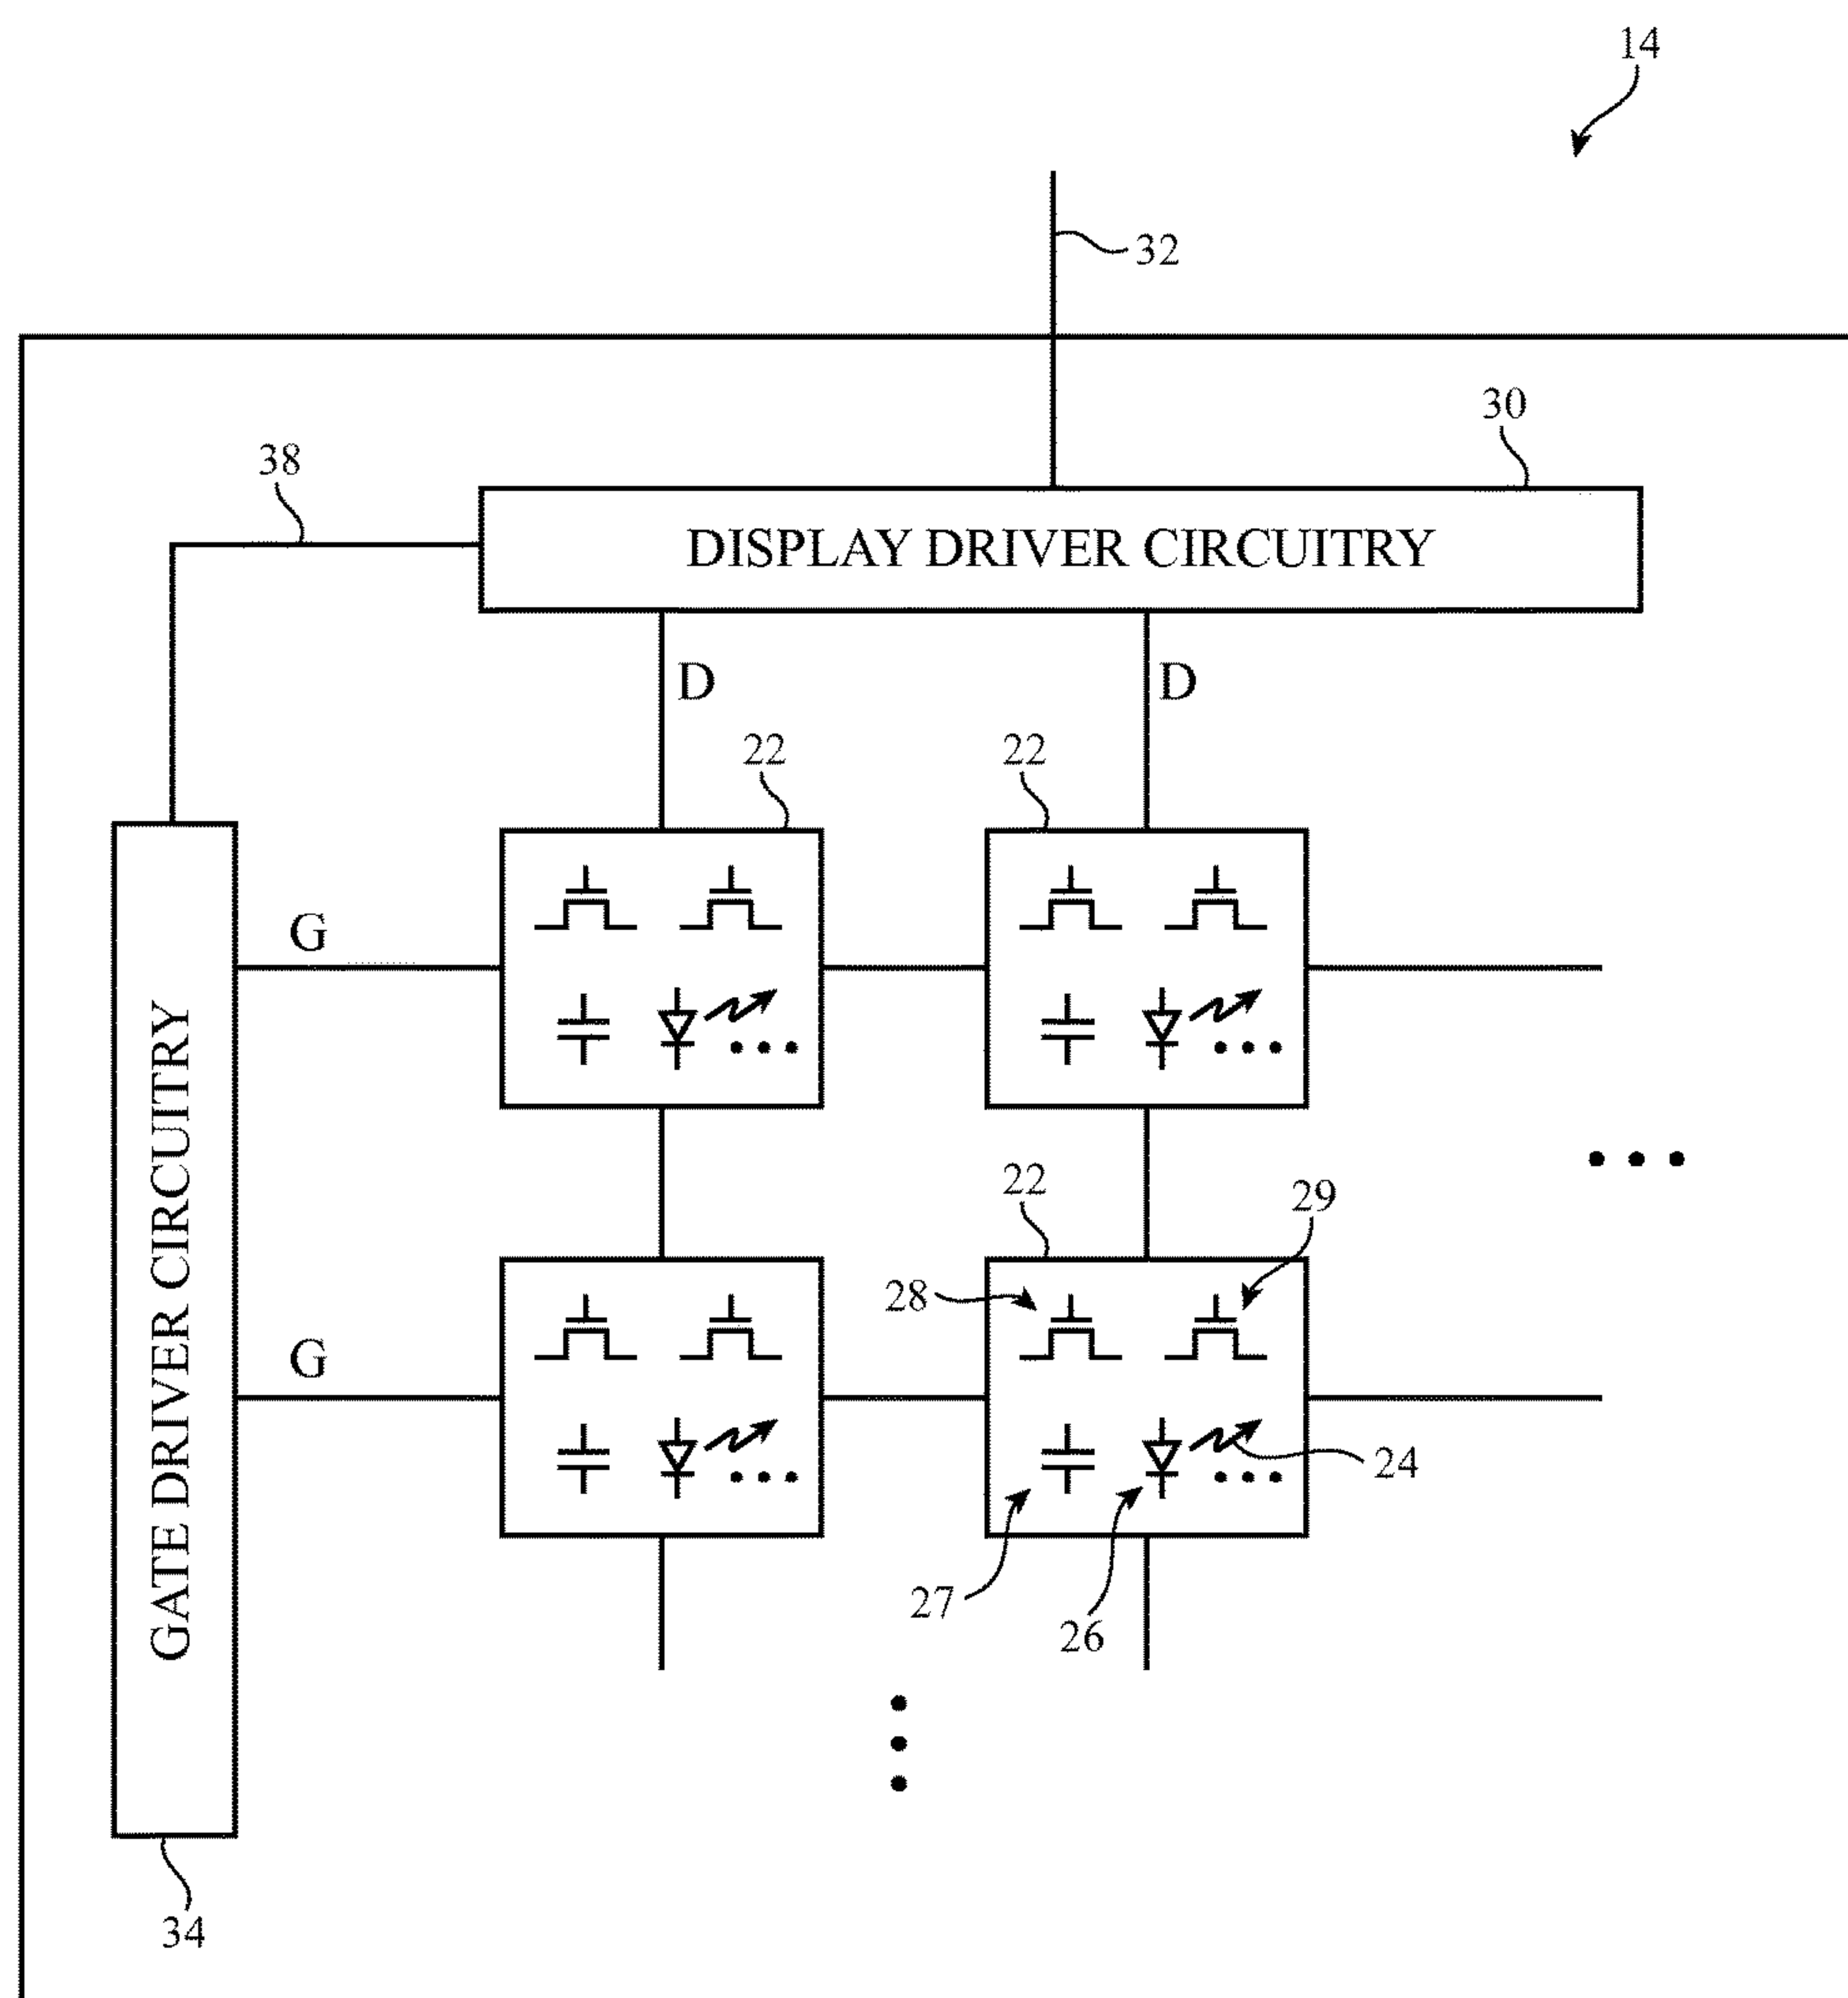 14
32
30
38
DISPLAY DRIVER CIRCUITRY
D D
22 22
G
GATE DRIVER CIRCUITRY
22 29
28
G
24
27
26
34